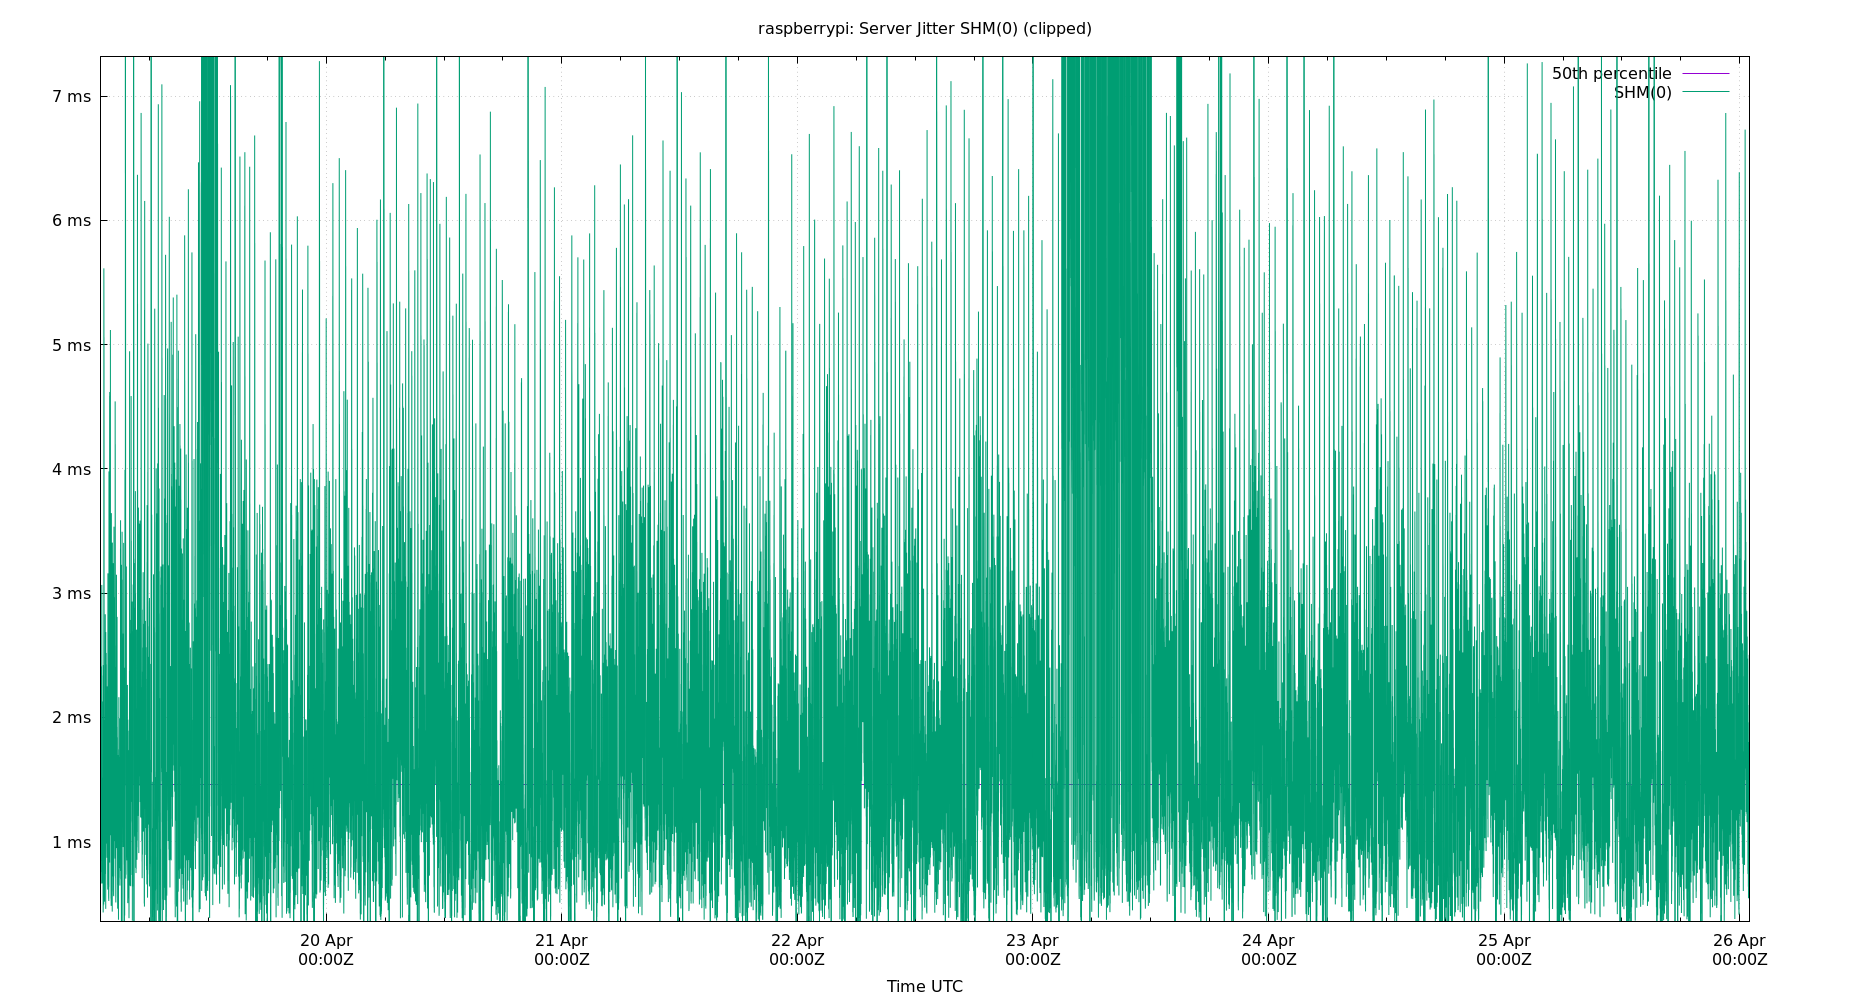 raspberrypi: Server Jitter SHM(0) (clipped)
50th percentile
SHM(0)
7 ms
6 ms
5 ms
4 ms
3 ms
2 ms
1 ms
20 Apr 21 Apr 22 Apr 23 Apr 24 Apr 25 Apr 26 Apr
00:00Z 00:00Z 00:00Z 00:00Z 00:00Z 00:00Z 00:00Z
Time UTC